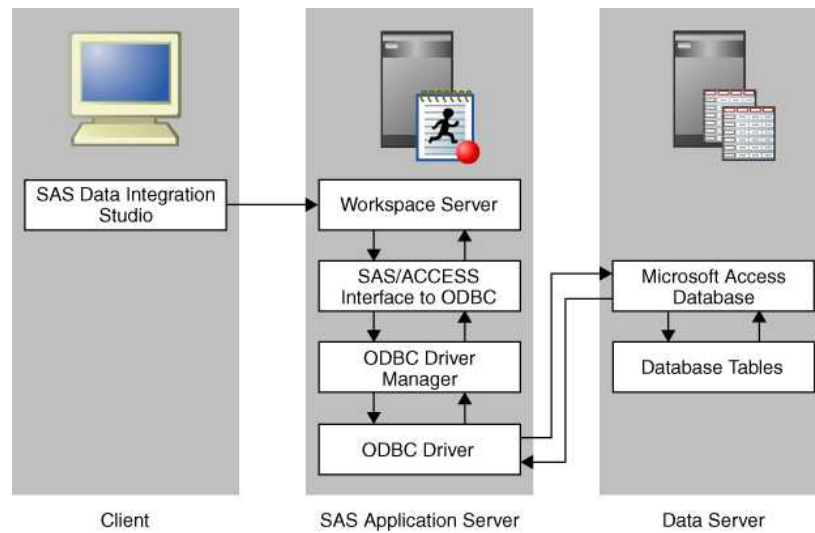 SAS Data Integration
Studio
Workspace Server
SAS/ACCESS
Interface to ODBC
ODBC Driver
Manager
ODBC Driver
Microsoft Access
Database
Database Tables
Client
SAS Application Server
Data Server